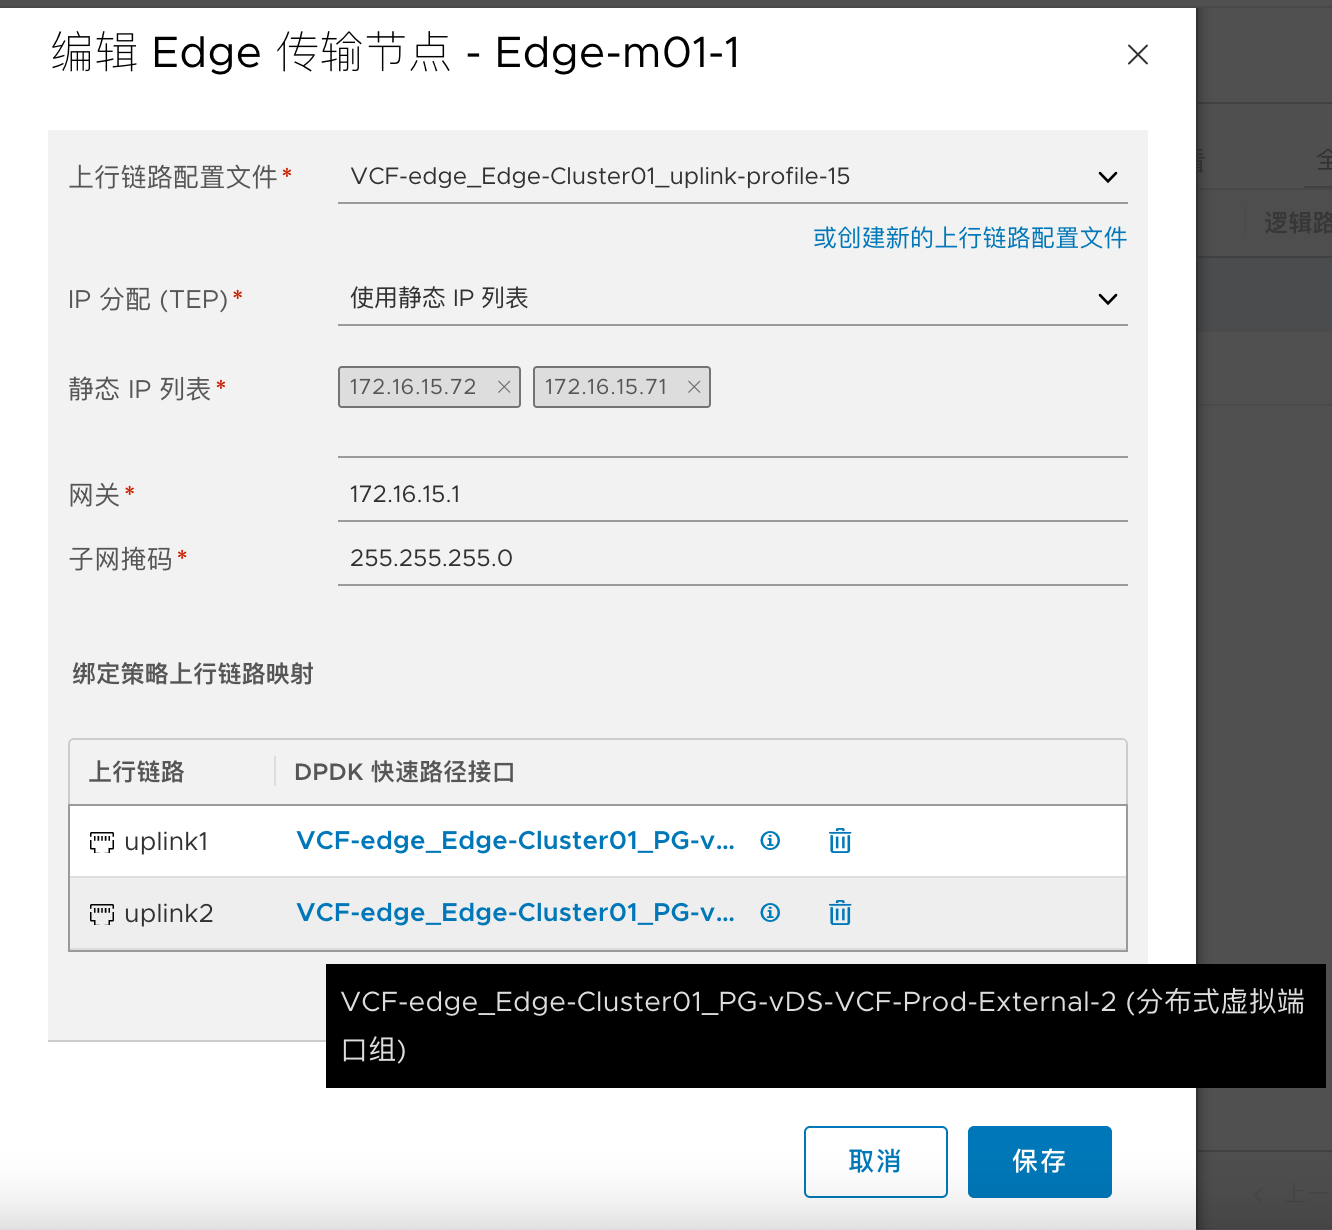 编辑 Edge 传输节点 - Edge-m01-1
上行链路配置文件*
VCF-edge_Edge-Cluster01_uplink-profile-15
或创建新的上行链路配置文件
IP 分配 (TEP)*
使用静态 IP 列表
静态 IP 列表*
172.16.15.72
172.16.15.71
网关*
172.16.15.1
子网掩码*
255.255.255.0
绑定策略上行链路映射
上行链路
DPDK 快速路径接口
uplink1
VCF-edge_Edge-Cluster01_PG-v...
uplink2
VCF-edge_Edge-Cluster01_PG-v...
VCF-edge_Edge-Cluster01_PG-vDS-VCF-Prod-External-2 (分布式虚拟端
口组)
取消
保存
全
逻辑路
上一